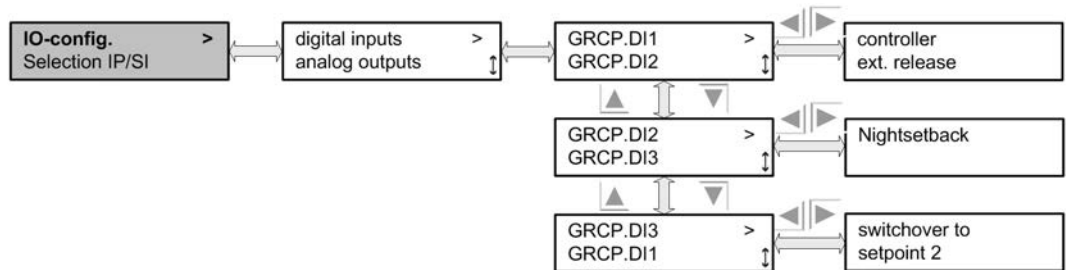 IO-config. >
Selection IP/SI
digital inputs >
analog outputs
GRCP.DI1 >
GRCP.DI2
controller
ext. release
GRCP.DI2 >
GRCP.DI3
Nightsetback
GRCP.DI3 >
GRCP.DI1
switchover to
setpoint 2